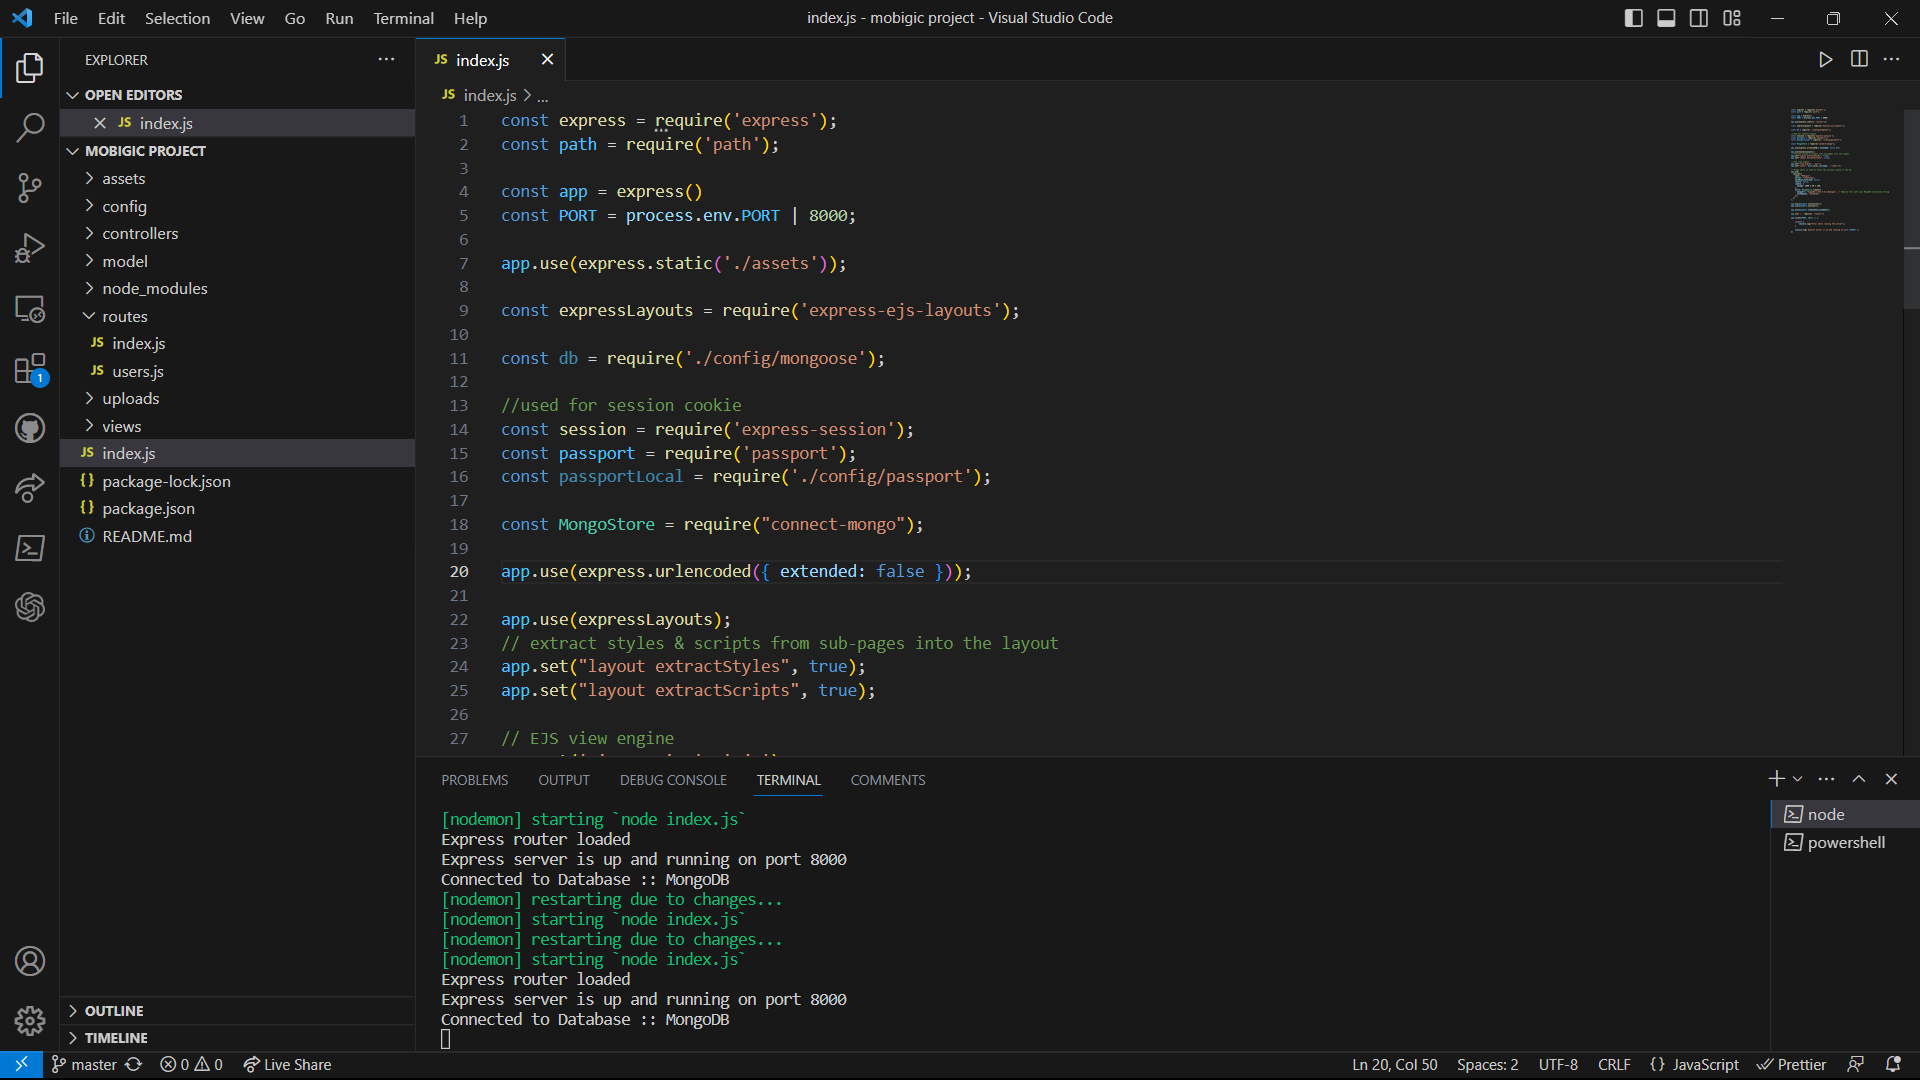 File Edit Selection View Go Run Terminal Help
index.js - mobigic project - Visual Studio Code
EXPLORER
OPEN EDITORS
JS index.js
MOBIGIC PROJECT
assets
config
controllers
model
node_modules
routes
JS index.js
JS users.js
uploads
views
JS index.js
{} package-lock.json
{} package.json
README.md
OUTLINE
TIMELINE
1
JS index.js
JS index.js > ...
1 const express = require('express');
2 const path = require('path');
3
4 const app = express()
5 const PORT = process.env.PORT | 8000;
6
7 app.use(express.static('./assets'));
8
9 const expressLayouts = require('express-ejs-layouts');
10
11 const db = require('./config/mongoose');
12
13 //used for session cookie
14 const session = require('express-session');
15 const passport = require('passport');
16 const passportLocal = require('./config/passport');
17
18 const MongoStore = require("connect-mongo");
19
20 app.use(express.urlencoded({ extended: false }));
21
22 app.use(expressLayouts);
23 // extract styles & scripts from sub-pages into the layout
24 app.set("layout extractStyles", true);
25 app.set("layout extractScripts", true);
26
27 // EJS view engine
PROBLEMS OUTPUT DEBUG CONSOLE TERMINAL COMMENTS
[nodemon] starting `node index.js`
Express router loaded
Express server is up and running on port 8000
Connected to Database :: MongoDB
[nodemon] restarting due to changes...
[nodemon] starting `node index.js`
[nodemon] restarting due to changes...
[nodemon] starting `node index.js`
Express router loaded
Express server is up and running on port 8000
Connected to Database :: MongoDB
node
powershell
master 0 0 Live Share
Ln 20, Col 50 Spaces: 2 UTF-8 CRLF {} JavaScript Prettier